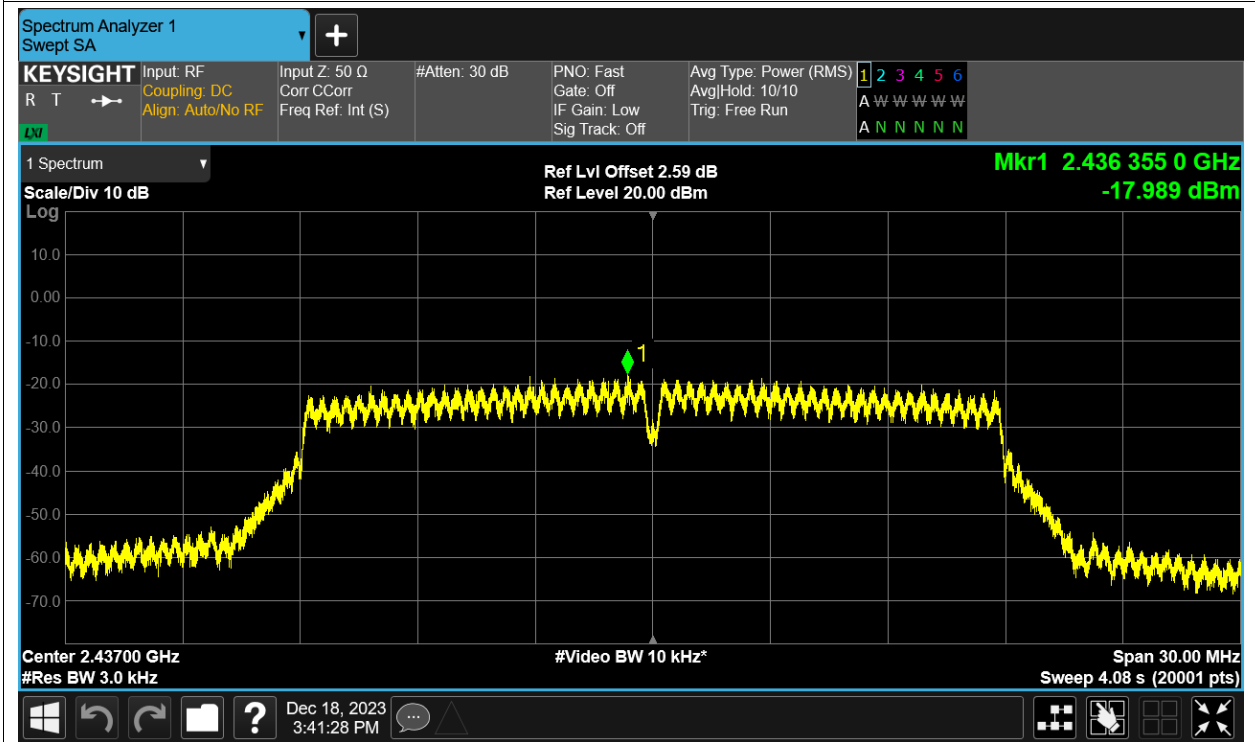 Spectrum Analyzer 1
Swept SA
+
KEYSIGHT
R T
LXI
Input: RF
Coupling: DC
Align: Auto/No RF
Input Z: 50 Ω
Corr CCorr
Freq Ref: Int (S)
#Atten: 30 dB
PNO: Fast
Gate: Off
IF Gain: Low
Sig Track: Off
Avg Type: Power (RMS)
Avg|Hold: 10/10
Trig: Free Run
1 2 3 4 5 6
A W W W W W
A N N N N N
1 Spectrum
Scale/Div 10 dB
Ref Lvl Offset 2.59 dB
Ref Level 20.00 dBm
Mkr1 2.436 355 0 GHz
-17.989 dBm
Log
10.0
0.00
-10.0
-20.0
-30.0
-40.0
-50.0
-60.0
-70.0
1
Center 2.43700 GHz
#Res BW 3.0 kHz
#Video BW 10 kHz*
Span 30.00 MHz
Sweep 4.08 s (20001 pts)
?
Dec 18, 2023
3:41:28 PM